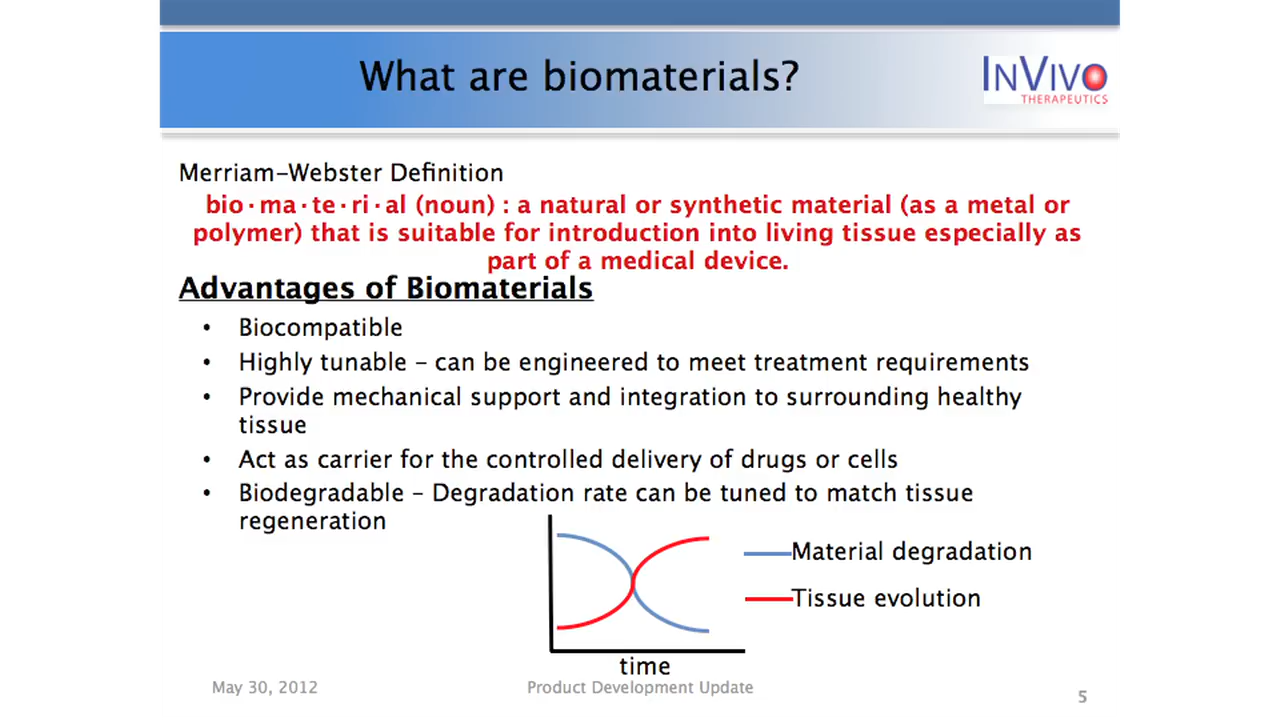 What are biomaterials?
INVIVO
THERAPEUTICS
Merriam-Webster Definition
bio·ma·te·ri·al (noun) : a natural or synthetic material (as a metal or
polymer) that is suitable for introduction into living tissue especially as
part of a medical device.
Advantages of Biomaterials
• Biocompatible
• Highly tunable – can be engineered to meet treatment requirements
• Provide mechanical support and integration to surrounding healthy
tissue
• Act as carrier for the controlled delivery of drugs or cells
• Biodegradable – Degradation rate can be tuned to match tissue
regeneration
Material degradation
Tissue evolution
time
May 30, 2012
Product Development Update
5